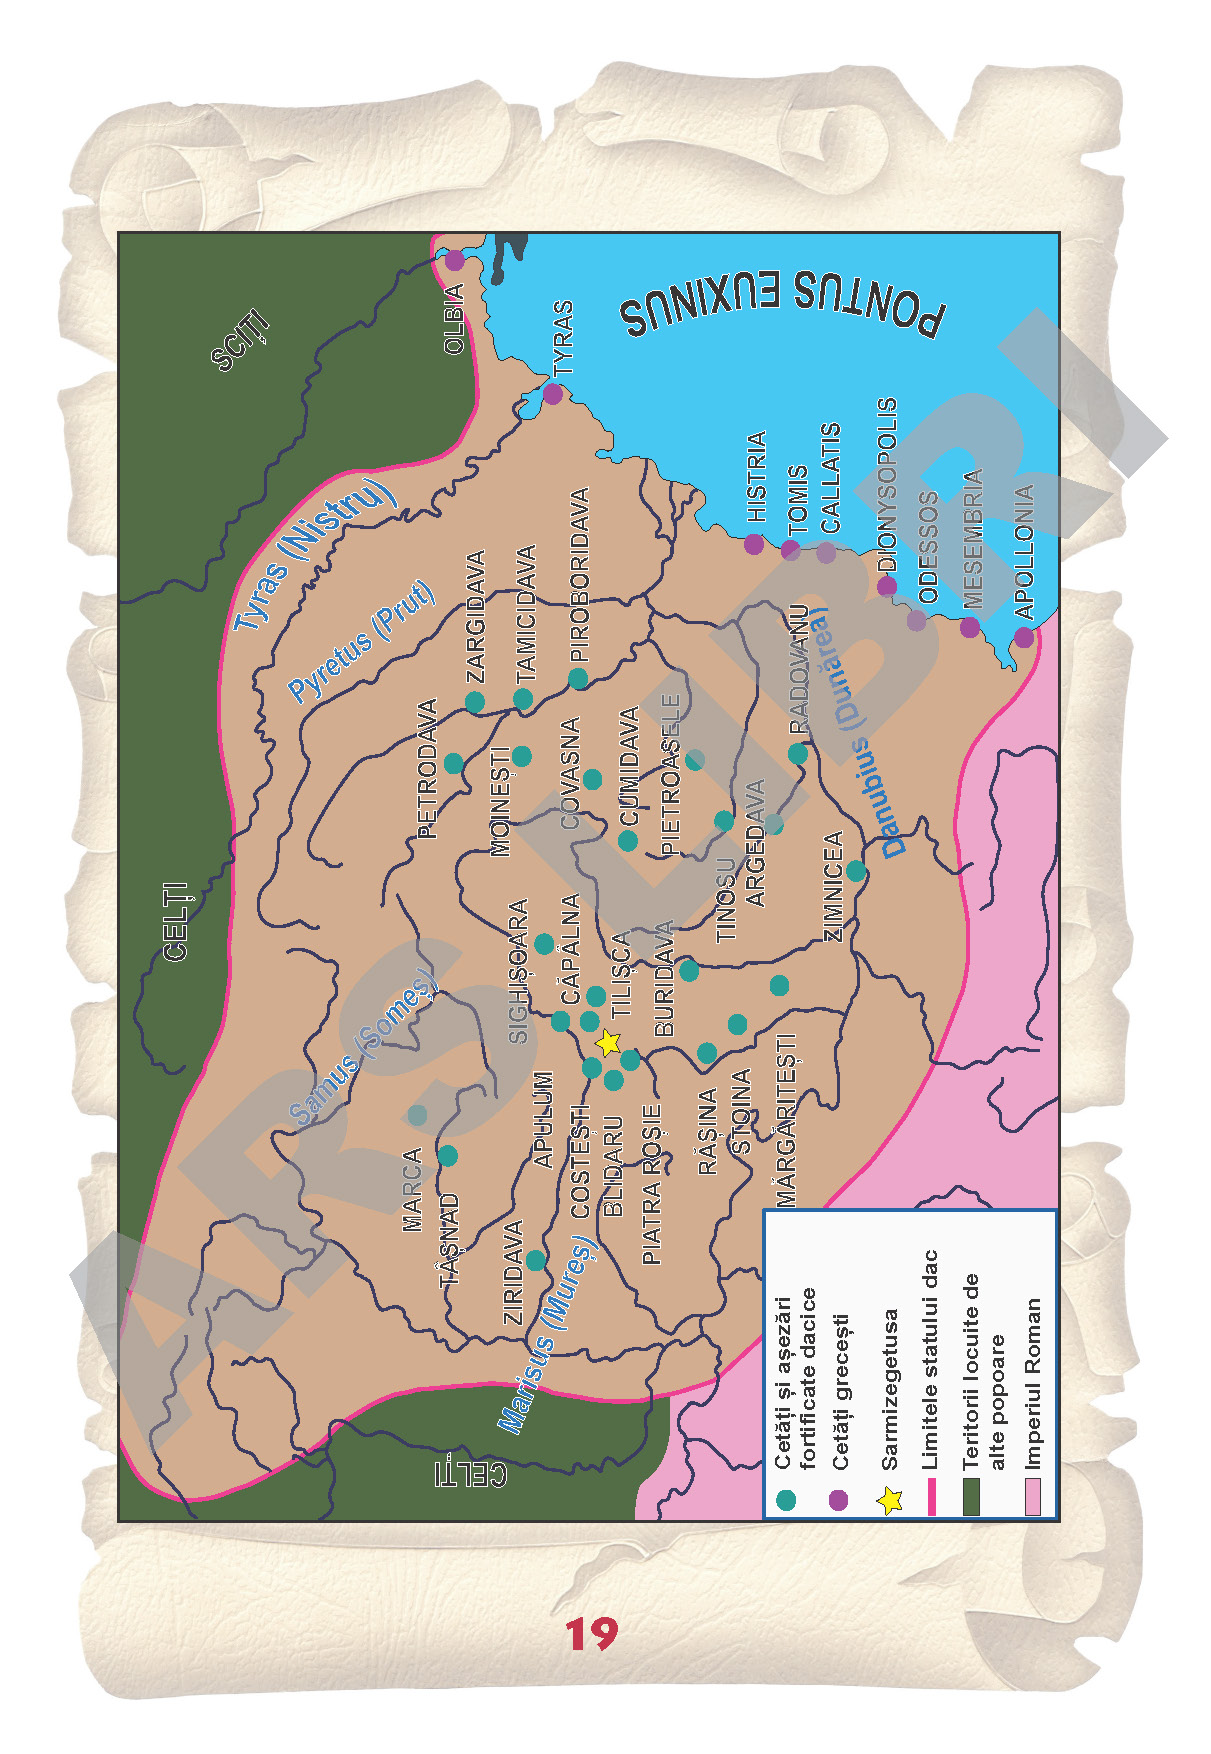 SCIȚI
CELȚI
CELȚI
PONTUS EUXINUS
Tyras (Nistru)
Pyretus (Prut)
Samus (Someș)
Marisus (Mureș)
Danubius (Dunărea)
OLBIA
TYRAS
HISTRIA
TOMIS
CALLATIS
DIONYSOPOLIS
ODESSOS
MESEMBRIA
APOLLONIA
PETRODAVA
ZARGIDAVA
TAMICIDAVA
PIROBORIDAVA
MOINEȘTI
COVASNA
CUMIDAVA
PIETROASELE
RADOVANU
TINOSU
ARGEDAVA
ZIMNICEA
SIGHIȘOARA
CĂPÂLNA
TILIȘCA
BURIDAVA
MARCA
TĂȘNAD
ZIRIDAVA
APULUM
COSTEȘTI
BLIDARU
PIATRA ROȘIE
RĂȘINA
STOINA
MĂRGĂRITEȘTI
Cetăți și așezări
fortificate dacice
Cetăți grecești
Sarmizegetusa
Limitele statului dac
Teritorii locuite de
alte popoare
Imperiul Roman
ARS LIBRI
19